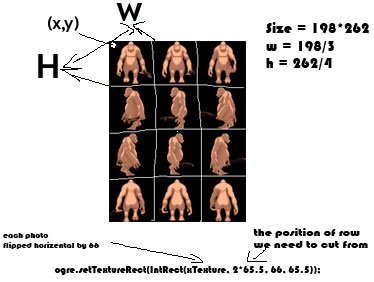 W
(x,y)
H
Size = 198*262
w = 198/3
h = 262/4
each photo
flipped horizental by 66
the position of row
we need to cut from
ogre.setTextureRect(IntRect(xTexture, 2*65.5, 66, 65.5));